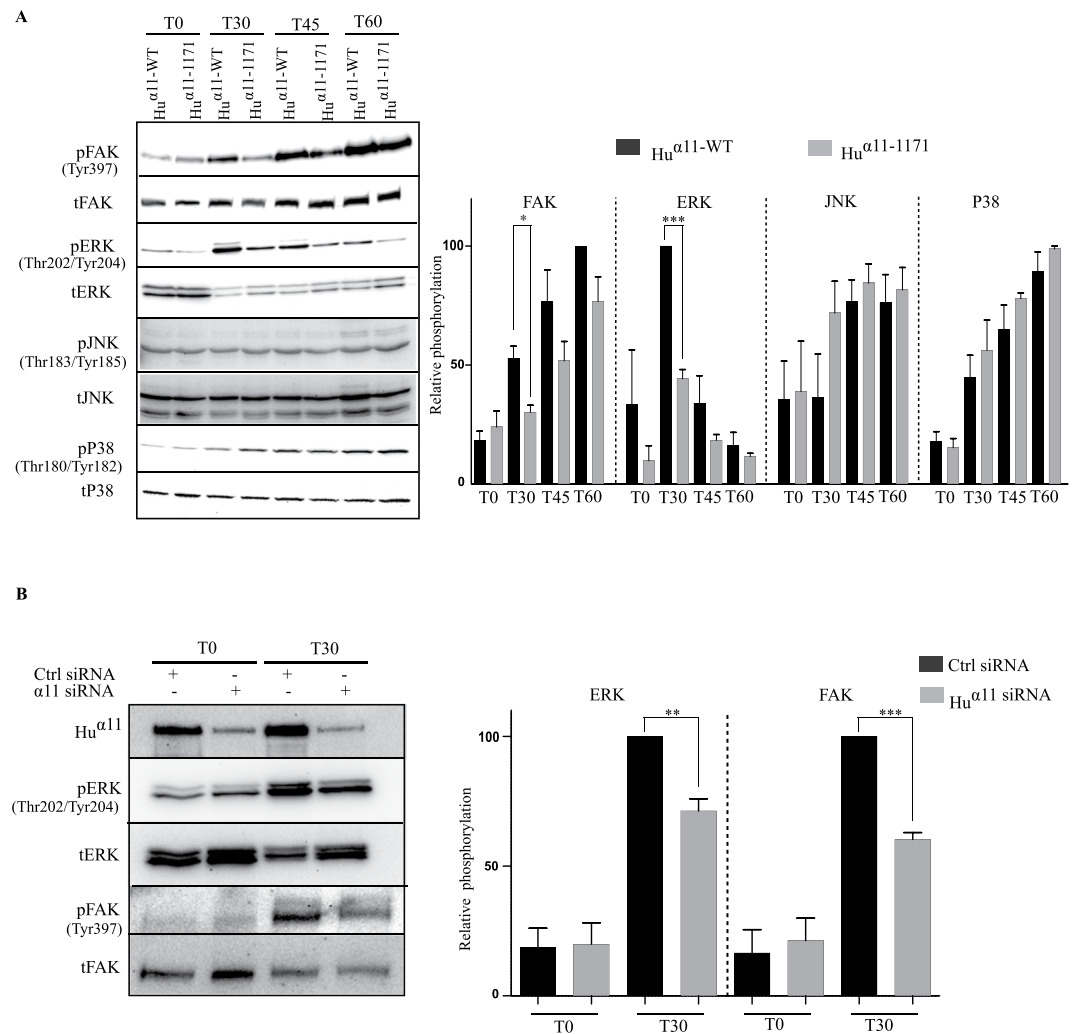 A
T0 T30 T45 T60
Huα11-WT Huα11-1171 Huα11-WT Huα11-1171 Huα11-WT Huα11-1171 Huα11-WT Huα11-1171
pFAK
(Tyr397)
tFAK
pERK
(Thr202/Tyr204)
tERK
pJNK
(Thr183/Tyr185)
tJNK
pP38
(Thr180/Tyr182)
tP38
Huα11-WT Huα11-1171
FAK ERK JNK P38
* ***
Relative phosphorylation
100
50
0
T0 T30 T45 T60 T0 T30 T45 T60 T0 T30 T45 T60 T0 T30 T45 T60
B
T0 T30
Ctrl siRNA + - + -
α11 siRNA - + - +
Huα11
pERK
(Thr202/Tyr204)
tERK
pFAK
(Tyr397)
tFAK
Ctrl siRNA
Huα11 siRNA
ERK FAK
** ***
Relative phosphorylation
100
50
0
T0 T30 T0 T30